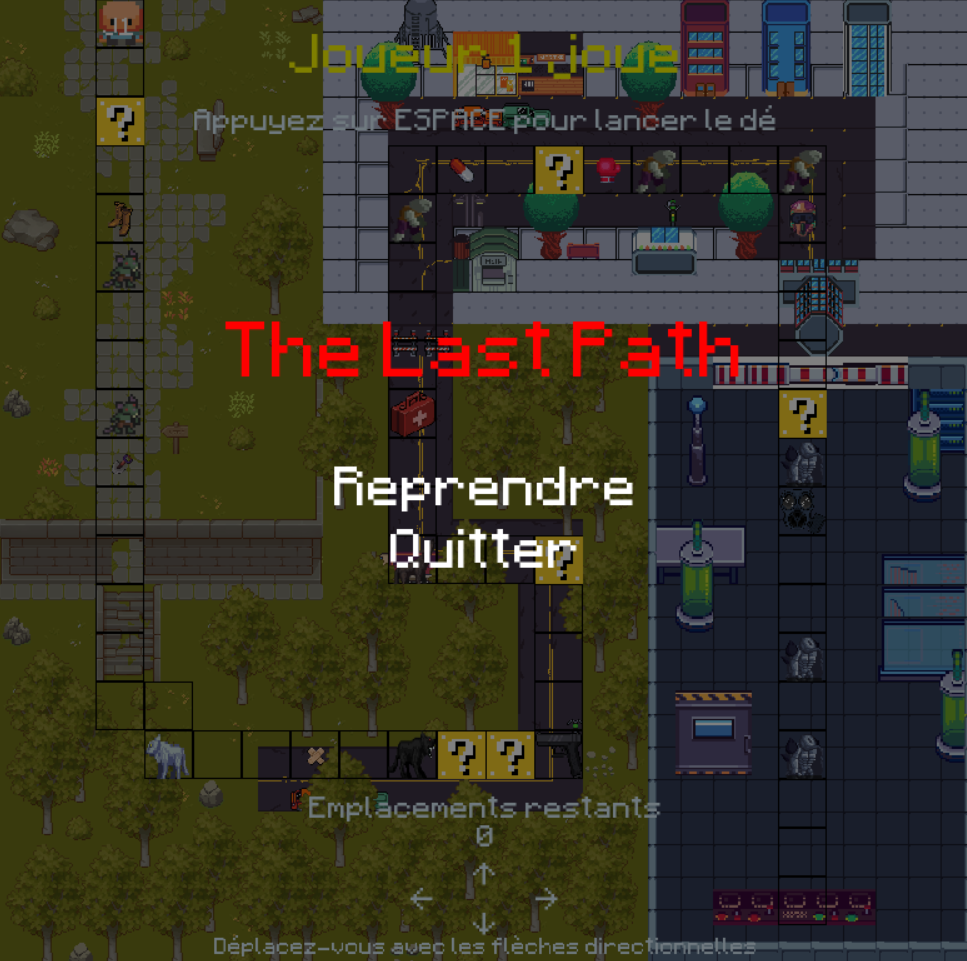 Joueur 1 joue
Appuyez sur ESPACE pour lancer le dé
The Last Path
Reprendre
Quitter
Emplacements restants
0
Déplacez-vous avec les flèches directionnelles